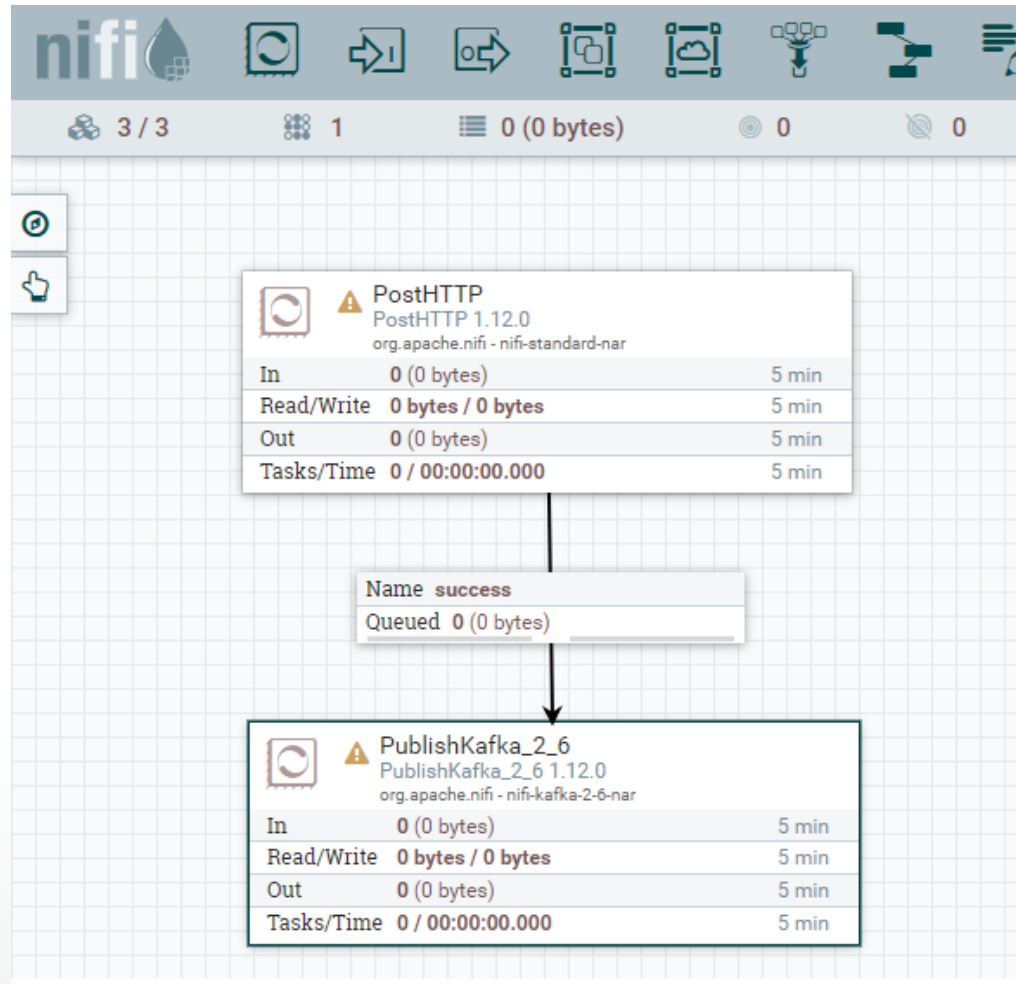 nifi
3 / 3 1 0 (0 bytes) 0 0
PostHTTP
PostHTTP 1.12.0
org.apache.nifi - nifi-standard-nar
In 0 (0 bytes) 5 min
Read/Write 0 bytes / 0 bytes 5 min
Out 0 (0 bytes) 5 min
Tasks/Time 0 / 00:00:00.000 5 min
Name success
Queued 0 (0 bytes)
PublishKafka_2_6
PublishKafka_2_6 1.12.0
org.apache.nifi - nifi-kafka-2-6-nar
In 0 (0 bytes) 5 min
Read/Write 0 bytes / 0 bytes 5 min
Out 0 (0 bytes) 5 min
Tasks/Time 0 / 00:00:00.000 5 min